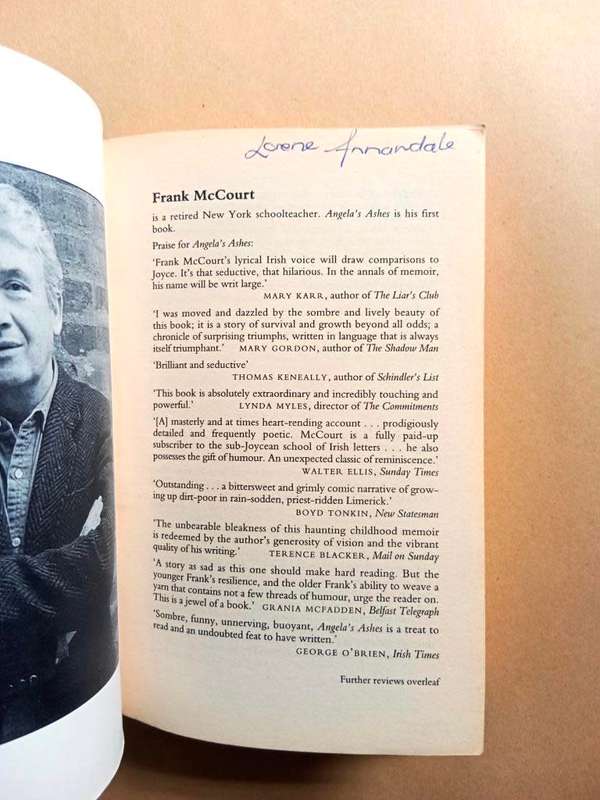 Lorene Annandale
Frank McCourt
is a retired New York schoolteacher. Angela's Ashes is his first
book.
Praise for Angela's Ashes:
'Frank McCourt's lyrical Irish voice will draw comparisons to
Joyce. It's that seductive, that hilarious. In the annals of memoir,
his name will be writ large.'
MARY KARR, author of The Liar's Club
'I was moved and dazzled by the sombre and lively beauty of
this book; it is a story of survival and growth beyond all odds; a
chronicle of surprising triumphs, written in language that is always
itself triumphant.' MARY GORDON, author of The Shadow Man
'Brilliant and seductive'
THOMAS KENEALLY, author of Schindler's List
'This book is absolutely extraordinary and incredibly touching and
powerful.' LYNDA MYLES, director of The Commitments
'[A] masterly and at times heart-rending account . . . prodigiously
detailed and frequently poetic. McCourt is a fully paid-up
subscriber to the sub-Joycean school of Irish letters . . . he also
possesses the gift of humour. An unexpected classic of reminiscence.'
WALTER ELLIS, Sunday Times
'Outstanding . . . a bittersweet and grimly comic narrative of grow-
ing up dirt-poor in rain-sodden, priest-ridden Limerick.'
BOYD TONKIN, New Statesman
'The unbearable bleakness of this haunting childhood memoir
is redeemed by the author's generosity of vision and the vibrant
quality of his writing.' TERENCE BLACKER, Mail on Sunday
'A story as sad as this one should make hard reading. But the
younger Frank's resilience, and the older Frank's ability to weave a
yarn that contains not a few threads of humour, urge the reader on.
This is a jewel of a book.' GRANIA MCFADDEN, Belfast Telegraph
'Sombre, funny, unnerving, buoyant, Angela's Ashes is a treat to
read and an undoubted feat to have written.'
GEORGE O'BRIEN, Irish Times
Further reviews overleaf